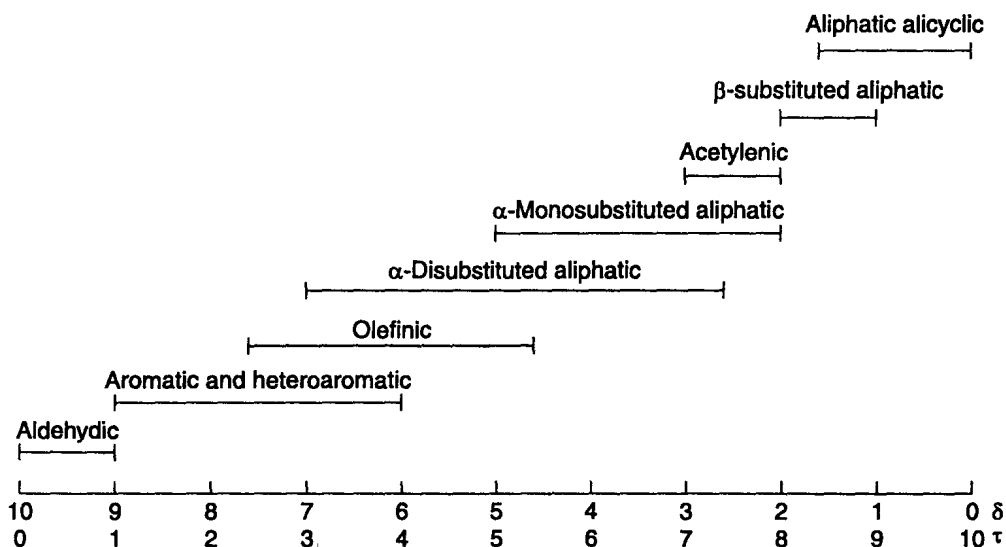 Aliphatic alicyclic
β-substituted aliphatic
Acetylenic
α-Monosubstituted aliphatic
α-Disubstituted aliphatic
Olefinic
Aromatic and heteroaromatic
Aldehydic
10 9 8 7 6 5 4 3 2 1 0 δ
0 1 2 3 4 5 6 7 8 9 10 τ